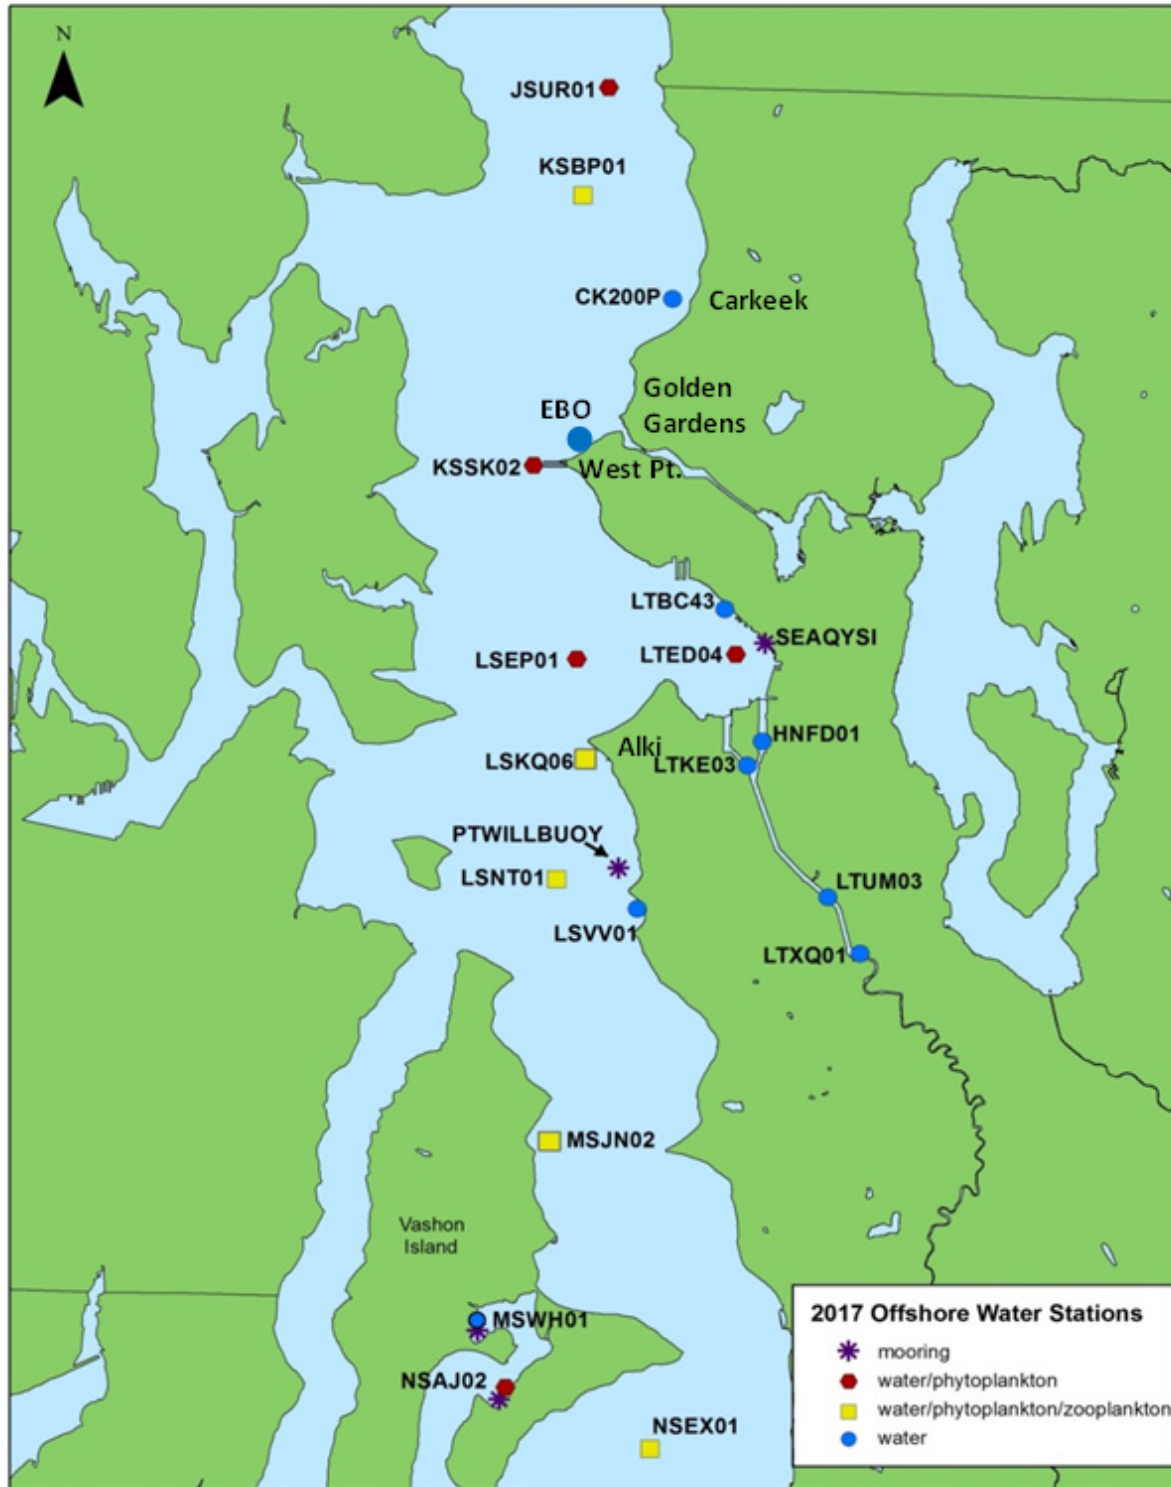 N
JSUR01
KSBP01
CK200P
Carkeek
Golden
Gardens
EBO
KSSK02
West Pt.
LTBC43
SEAQYSI
LSEP01
LTED04
HNFD01
LSKQ06
Alki
LTKE03
PTWILLBUOY
LSNT01
LTUM03
LSVV01
LTXQ01
MSJN02
Vashon
Island
MSWH01
NSAJ02
NSEX01
2017 Offshore Water Stations
mooring
water/phytoplankton
water/phytoplankton/zooplankton
water